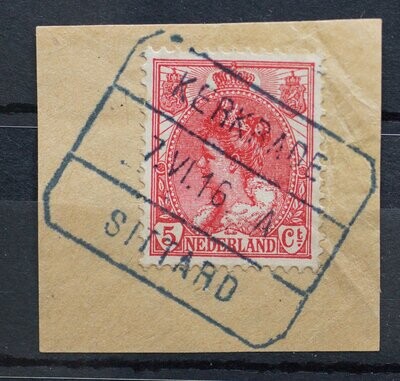 KERKRADE
7.VI.16 A
SITTARD
5 NEDERLAND Ct